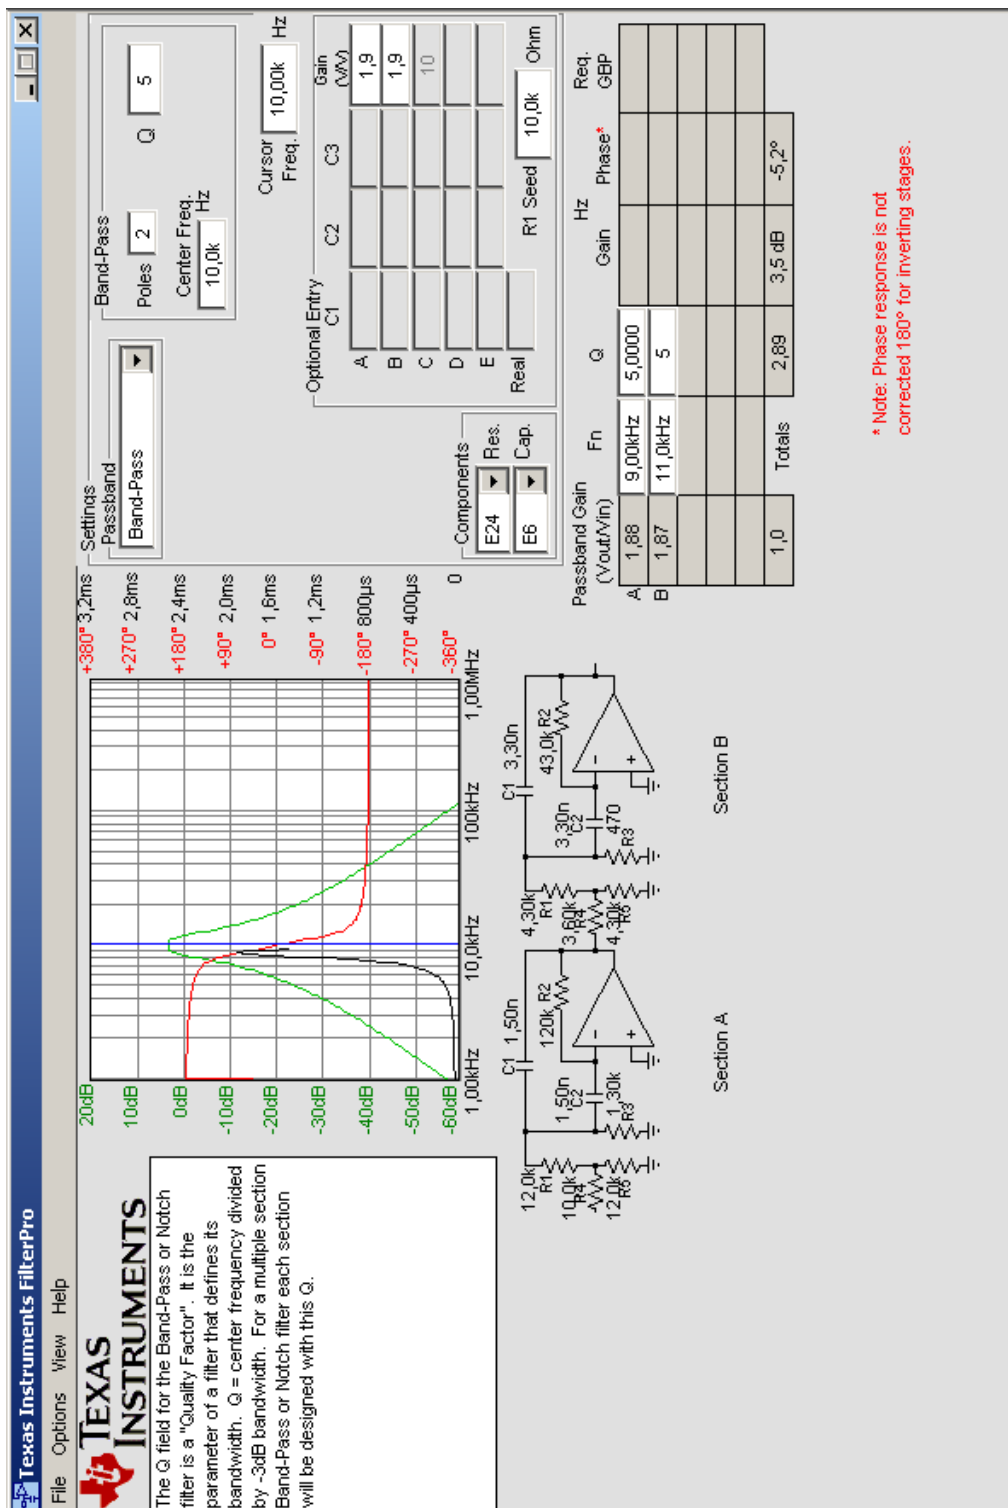 Texas Instruments FilterPro
File Options View Help
TEXAS
INSTRUMENTS
The Q field for the Band-Pass or Notch
filter is a "Quality Factor". It is the
parameter of a filter that defines its
bandwidth. Q = center frequency divided
by -3dB bandwidth. For a multiple section
Band-Pass or Notch filter each section
will be designed with this Q.
20dB
10dB
0dB
-10dB
-20dB
-30dB
-40dB
-50dB
-60dB
+380° 3,2ms
+270° 2,8ms
+180° 2,4ms
+90° 2,0ms
0° 1,6ms
-90° 1,2ms
-180° 800µs
-270° 400µs
-360° 0
1,00kHz 10,0kHz 100kHz 1,00MHz
Settings
Passband
Band-Pass
Band-Pass
Poles 2 Q 5
Center Freq.
10,0k Hz
Cursor
Freq. 10,00k Hz
Components
E24 Res.
E6 Cap.
Optional Entry
C1 C2 C3 Gain
(V/V)
A 1,9
B 1,9
C 10
D
E
Real R1 Seed 10,0k Ohm
Passband Gain
(Vout/Vin) Fn Q Gain Hz Phase* Req.
GBP
A 1,88 9,00kHz 5,0000
B 1,87 11,0kHz 5
1,0 Totals 2,89 3,5 dB -5,2°
* Note: Phase response is not
corrected 180° for inverting stages.
12,0k
R1
10,0k
R4
12,0k
R5
C1 1,50n
120k R2
1,50n
C2
1,30k
R3
-
+
Section A
4,30k
R1
3,60k
R4
4,30k
R5
C1 3,30n
43,0k R2
3,30n
C2
470
R3
-
+
Section B